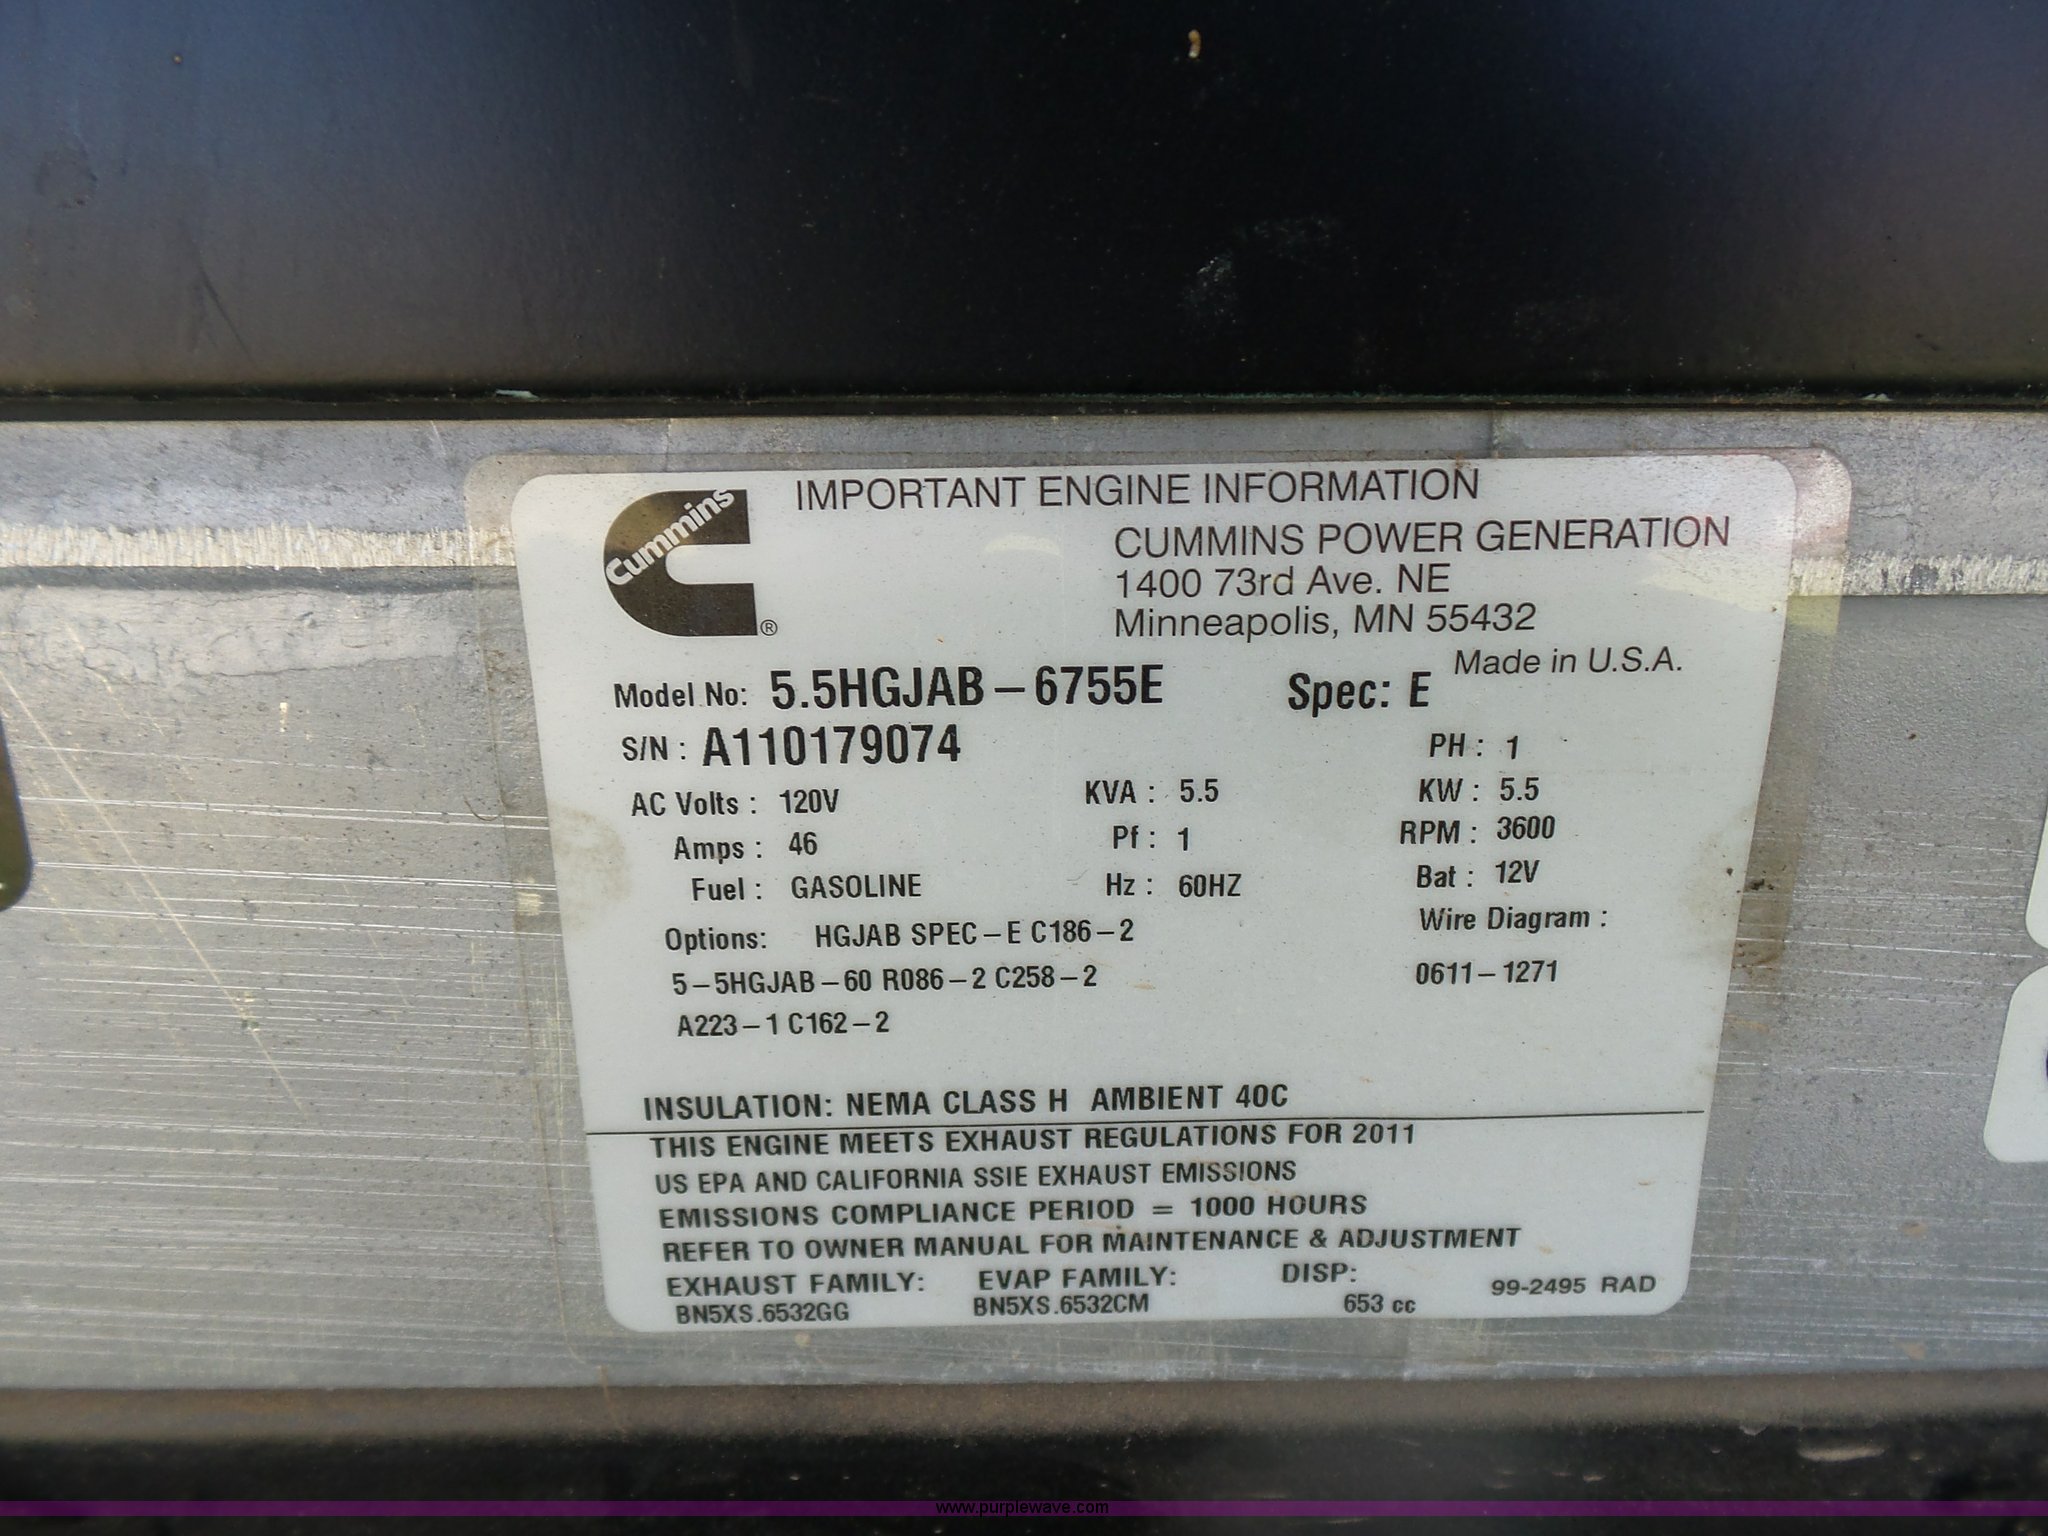 Cummins
®
IMPORTANT ENGINE INFORMATION
CUMMINS POWER GENERATION
1400 73rd Ave. NE
Minneapolis, MN 55432
Made in U.S.A.
Model No: 5.5HGJAB – 6755E Spec: E
S/N : A110179074 PH : 1
AC Volts : 120V KVA : 5.5 KW : 5.5
Amps : 46 Pf : 1 RPM : 3600
Fuel : GASOLINE Hz : 60HZ Bat : 12V
Options: HGJAB SPEC – E C186 – 2 Wire Diagram :
5 – 5HGJAB – 60 R086 – 2 C258 – 2 0611 – 1271
A223 – 1 C162 – 2
INSULATION: NEMA CLASS H AMBIENT 40C
THIS ENGINE MEETS EXHAUST REGULATIONS FOR 2011
US EPA AND CALIFORNIA SSIE EXHAUST EMISSIONS
EMISSIONS COMPLIANCE PERIOD = 1000 HOURS
REFER TO OWNER MANUAL FOR MAINTENANCE & ADJUSTMENT
EXHAUST FAMILY: EVAP FAMILY: DISP: 99-2495 RAD
BN5XS.6532GG BN5XS.6532CM 653 cc
www.purplewave.com